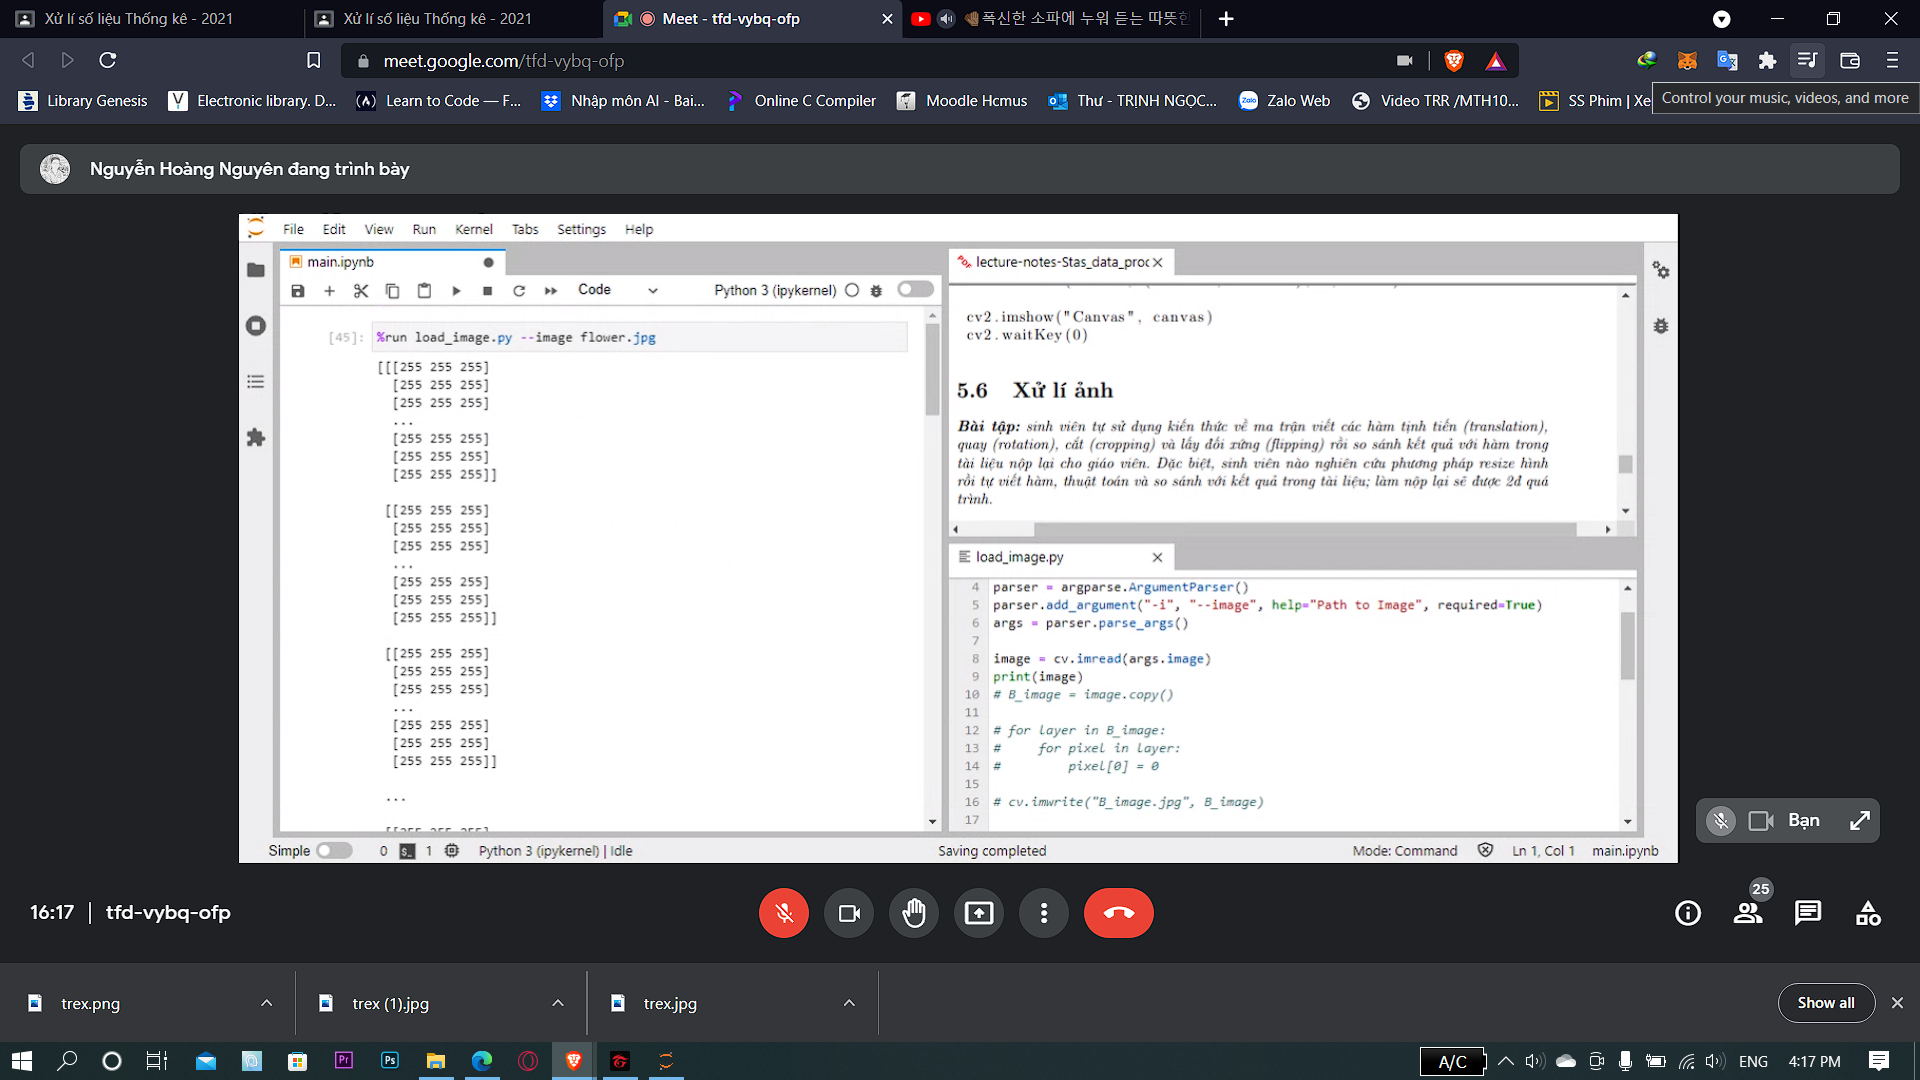 Xử lí số liệu Thống kê - 2021
Xử lí số liệu Thống kê - 2021
Meet - tfd-vybq-ofp
폭신한 소파에 누워 듣는 따뜻한
meet.google.com/tfd-vybq-ofp
Library Genesis
Electronic library. D...
Learn to Code — F...
Nhập môn AI - Bai...
Online C Compiler
Moodle Hcmus
Thư - TRỊNH NGỌC...
Zalo Web
Video TRR /MTH10...
SS Phim | Xe
Control your music, videos, and more
Nguyễn Hoàng Nguyên đang trình bày
File Edit View Run Kernel Tabs Settings Help
main.ipynb
Code
Python 3 (ipykernel)
[45]:
%run load_image.py --image flower.jpg
[[[255 255 255]
[255 255 255]
[255 255 255]
...
[255 255 255]
[255 255 255]
[255 255 255]]
[[255 255 255]
[255 255 255]
[255 255 255]
...
[255 255 255]
[255 255 255]
[255 255 255]]
[[255 255 255]
[255 255 255]
[255 255 255]
...
[255 255 255]
[255 255 255]
[255 255 255]]
...
lecture-notes-Stas_data_proc
cv2.imshow("Canvas", canvas)
cv2.waitKey(0)
5.6 Xử lí ảnh
Bài tập: sinh viên tự sử dụng kiến thức về ma trận viết các hàm tịnh tiến (translation),
quay (rotation), cắt (cropping) và lấy đối xứng (flipping) rồi so sánh kết quả với hàm trong
tài liệu nộp lại cho giáo viên. Đặc biệt, sinh viên nào nghiên cứu phương pháp resize hình
rồi tự viết hàm, thuật toán và so sánh với kết quả trong tài liệu; làm nộp lại sẽ được 2đ quá
trình.
load_image.py
4 parser = argparse.ArgumentParser()
5 parser.add_argument("-i", "--image", help="Path to Image", required=True)
6 args = parser.parse_args()
7
8 image = cv.imread(args.image)
9 print(image)
10 # B_image = image.copy()
11
12 # for layer in B_image:
13 # for pixel in layer:
14 # pixel[0] = 0
15
16 # cv.imwrite("B_image.jpg", B_image)
17
Simple
0
1
Python 3 (ipykernel) | Idle
Saving completed
Mode: Command
Ln 1, Col 1
main.ipynb
Bạn
16:17 | tfd-vybq-ofp
25
trex.png
trex (1).jpg
trex.jpg
Show all
Pr
Ps
A/C
ENG
4:17 PM